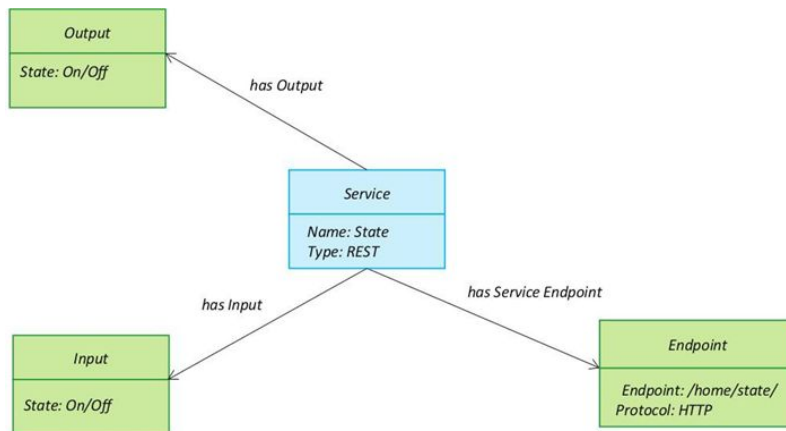 Output
State: On/Off
has Output
Service
Name: State
Type: REST
has Input
has Service Endpoint
Input
State: On/Off
Endpoint
Endpoint: /home/state/
Protocol: HTTP